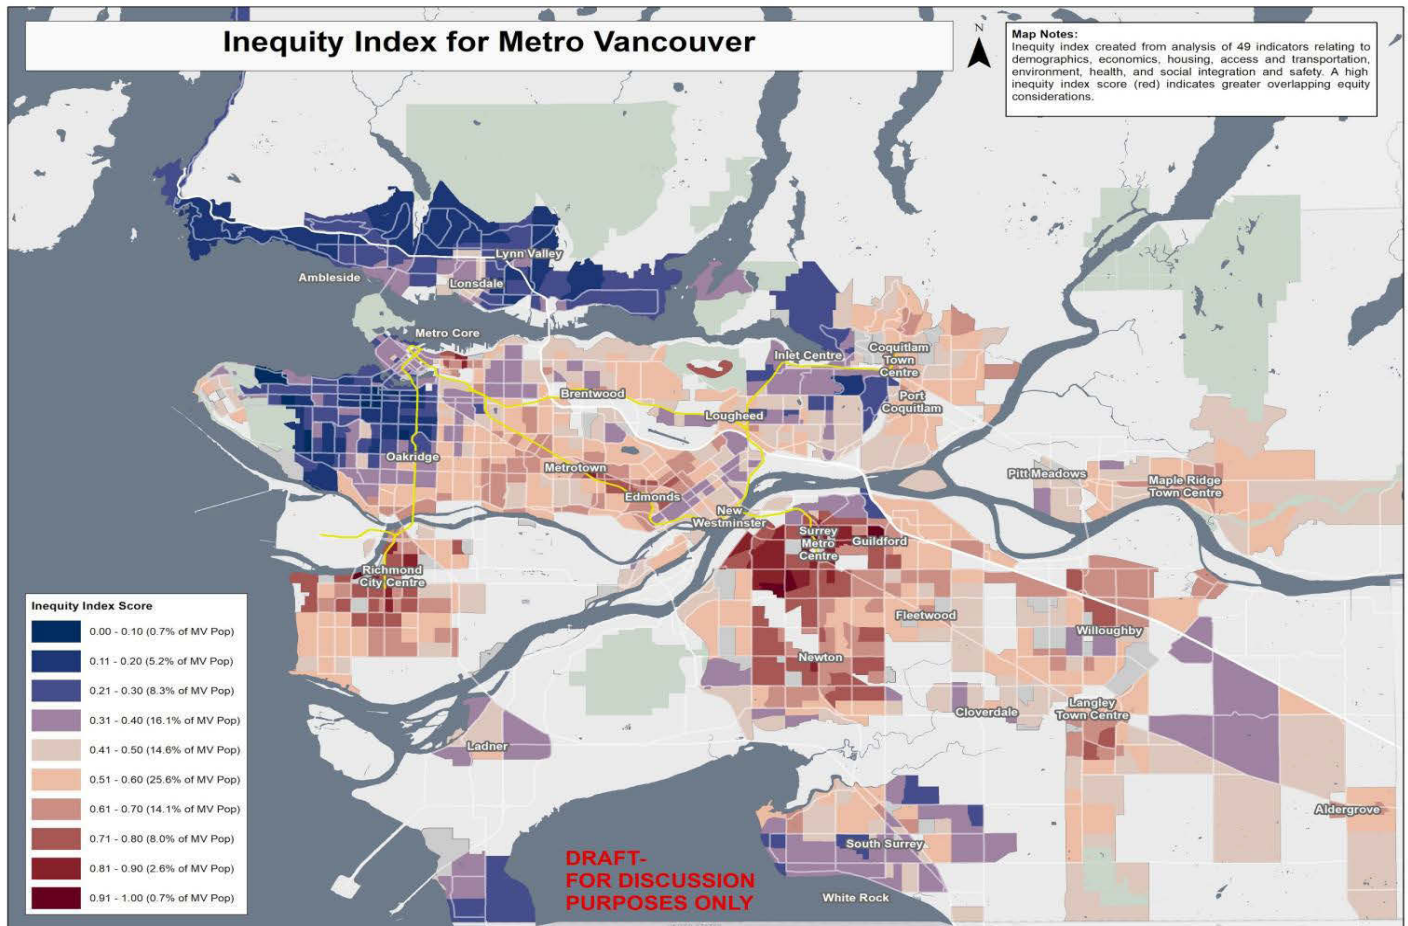 Inequity Index for Metro Vancouver
N
Map Notes:
Inequity index created from analysis of 49 indicators relating to
demographics, economics, housing, access and transportation,
environment, health, and social integration and safety. A high
inequity index score (red) indicates greater overlapping equity
considerations.
Lynn Valley
Ambleside
Lonsdale
Metro Core
Inlet Centre
Coquitlam
Town
Centre
Brentwood
Port
Coquitlam
Lougheed
Oakridge
Metrotown
Pitt Meadows
Maple Ridge
Town Centre
Edmonds
New
Westminster
Surrey
Metro
Centre
Guildford
Richmond
City Centre
Fleetwood
Willoughby
Newton
Cloverdale
Langley
Town Centre
Ladner
Aldergrove
South Surrey
White Rock
Inequity Index Score
0.00 - 0.10 (0.7% of MV Pop)
0.11 - 0.20 (5.2% of MV Pop)
0.21 - 0.30 (8.3% of MV Pop)
0.31 - 0.40 (16.1% of MV Pop)
0.41 - 0.50 (14.6% of MV Pop)
0.51 - 0.60 (25.6% of MV Pop)
0.61 - 0.70 (14.1% of MV Pop)
0.71 - 0.80 (8.0% of MV Pop)
0.81 - 0.90 (2.6% of MV Pop)
0.91 - 1.00 (0.7% of MV Pop)
DRAFT-
FOR DISCUSSION
PURPOSES ONLY